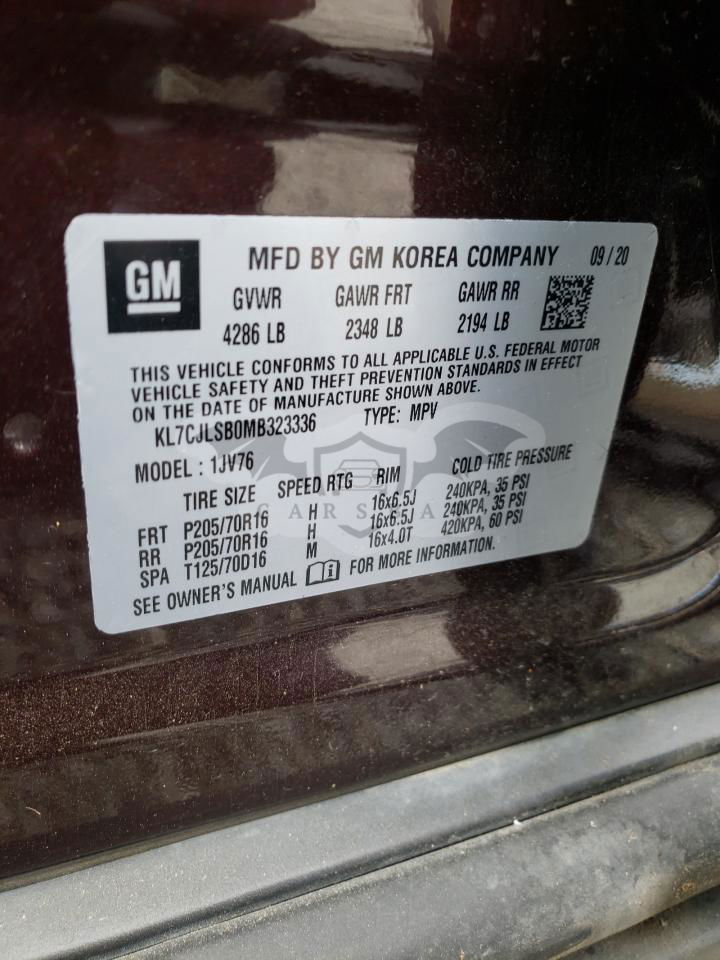 GM
MFD BY GM KOREA COMPANY 09/20
GVWR GAWR FRT GAWR RR
4286 LB 2348 LB 2194 LB
THIS VEHICLE CONFORMS TO ALL APPLICABLE U.S. FEDERAL MOTOR
VEHICLE SAFETY AND THEFT PREVENTION STANDARDS IN EFFECT
ON THE DATE OF MANUFACTURE SHOWN ABOVE.
KL7CJLSB0MB323336 TYPE: MPV
MODEL : 1JV76
TIRE SIZE SPEED RTG RIM COLD TIRE PRESSURE
FRT P205/70R16 H 16x6.5J 240KPA, 35 PSI
RR P205/70R16 H 16x6.5J 240KPA, 35 PSI
SPA T125/70D16 M 16x4.0T 420KPA, 60 PSI
SEE OWNER'S MANUAL FOR MORE INFORMATION.